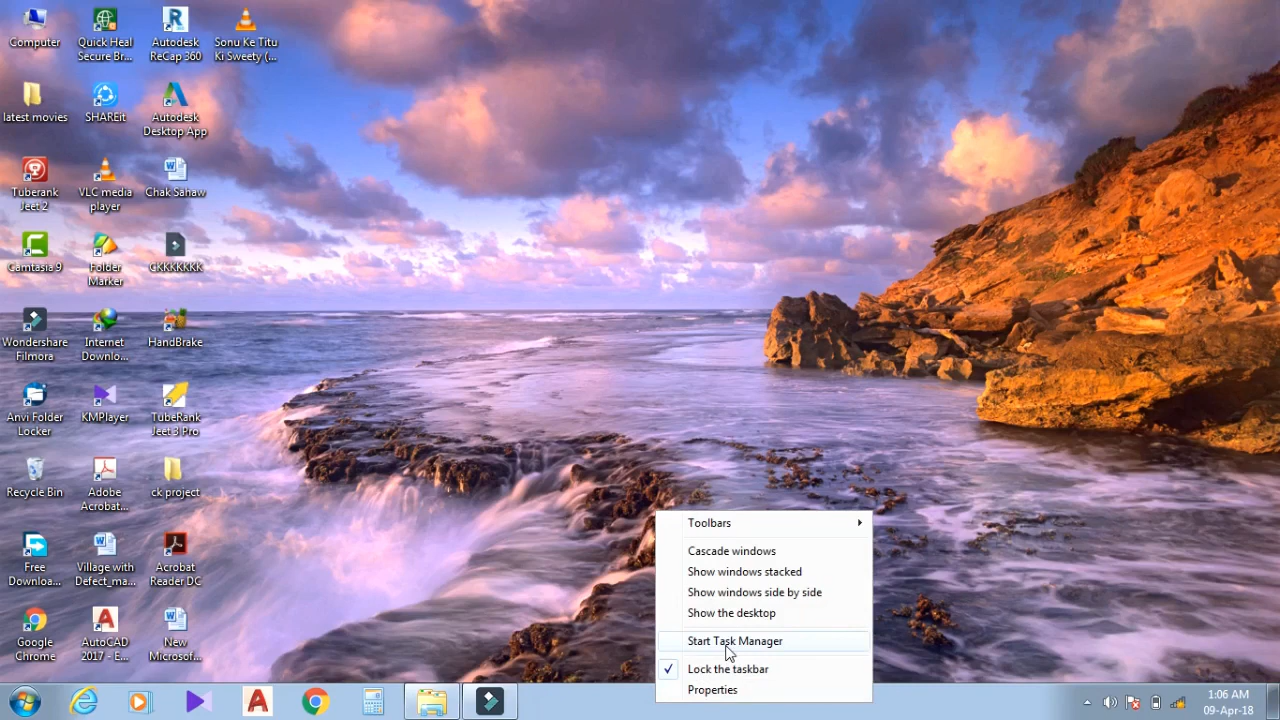 Computer
Quick Heal
Secure Br...
Autodesk
ReCap 360
Sonu Ke Titu
Ki Sweety (...
latest movies
SHAREit
Autodesk
Desktop App
Tuberank
Jeet 2
VLC media
player
Chak Sahaw
Camtasia 9
Folder
Marker
CKKKKKKK
Wondershare
Filmora
Internet
Downlo...
HandBrake
Anvi Folder
Locker
KMPlayer
TubeRank
Jeet 3 Pro
Recycle Bin
Adobe
Acrobat...
ck project
Free
Downloa...
Village with
Defect_ma...
Acrobat
Reader DC
Google
Chrome
AutoCAD
2017 - E...
New
Microsof...
Toolbars
Cascade windows
Show windows stacked
Show windows side by side
Show the desktop
Start Task Manager
Lock the taskbar
Properties
1:06 AM
09-Apr-18